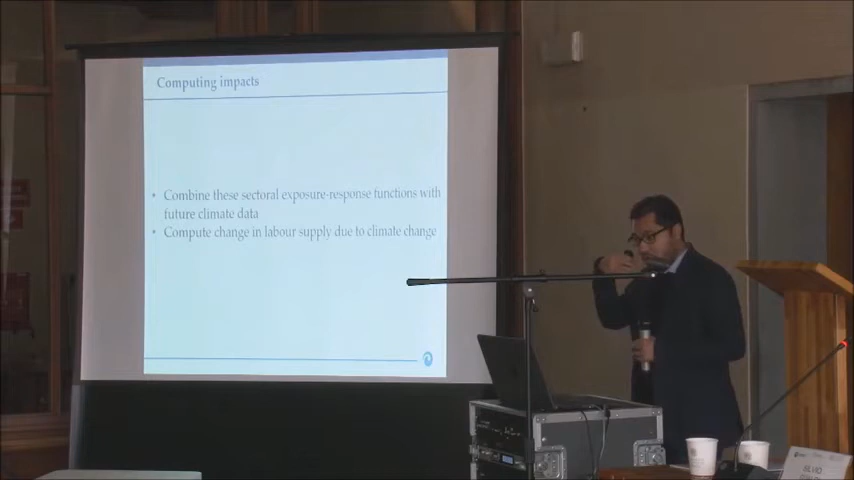 Computing impacts
• Combine these sectoral exposure-response functions with
future climate data
• Compute change in labour supply due to climate change
SILVIO